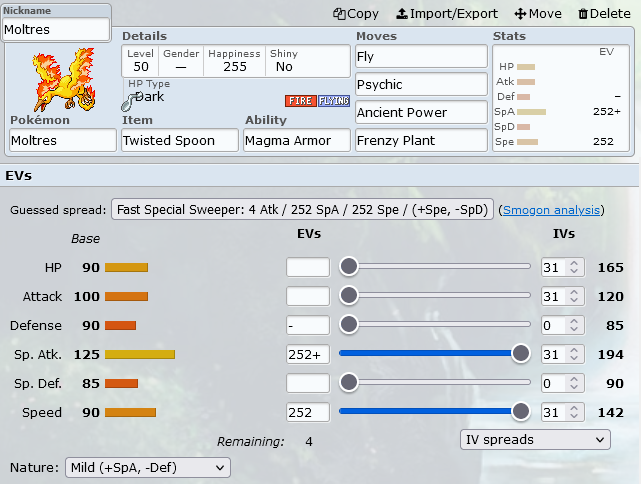 Nickname
Copy Import/Export Move Delete
Moltres
Details Moves Stats
Level Gender Happiness Shiny
50 — 255 No
HP Type
Dark
FIRE FLYING
Fly
Psychic
Ancient Power
Frenzy Plant
EV
HP
Atk
Def –
SpA 252+
SpD
Spe 252
Pokémon Item Ability
Moltres Twisted Spoon Magma Armor
EVs
Guessed spread: Fast Special Sweeper: 4 Atk / 252 SpA / 252 Spe / (+Spe, -SpD) (Smogon analysis)
Base EVs IVs
HP 90 31 165
Attack 100 31 120
Defense 90 - 0 85
Sp. Atk. 125 252+ 31 194
Sp. Def. 85 0 90
Speed 90 252 31 142
Remaining: 4 IV spreads
Nature: Mild (+SpA, -Def)